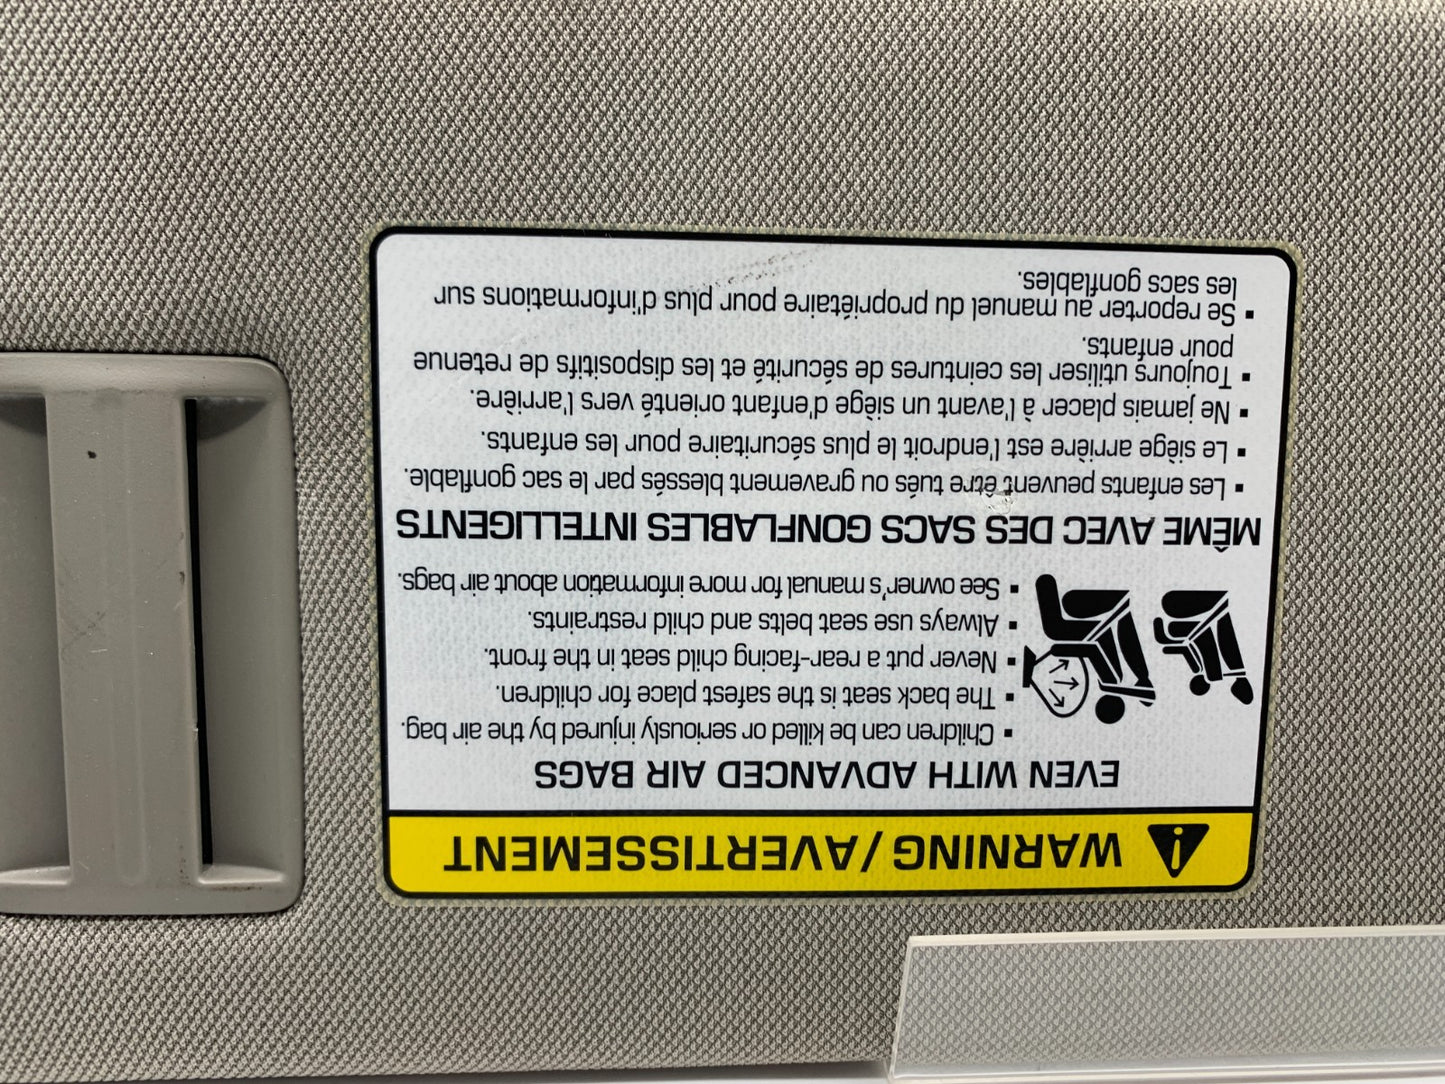 WARNING/AVERTISSEMENT
EVEN WITH ADVANCED AIR BAGS
▪ Children can be killed or seriously injured by the air bag.
▪ The back seat is the safest place for children.
▪ Never put a rear-facing child seat in the front.
▪ Always use seat belts and child restraints.
▪ See owner's manual for more information about air bags.
MÊME AVEC DES SACS GONFLABLES INTELLIGENTS
▪ Les enfants peuvent être tués ou gravement blessés par le sac gonflable.
▪ Le siège arrière est l'endroit le plus sécuritaire pour les enfants.
▪ Ne jamais placer à l'avant un siège d'enfant orienté vers l'arrière.
▪ Toujours utiliser les ceintures de sécurité et les dispositifs de retenue
pour enfants.
▪ Se reporter au manuel du propriétaire pour plus d'informations sur
les sacs gonflables.